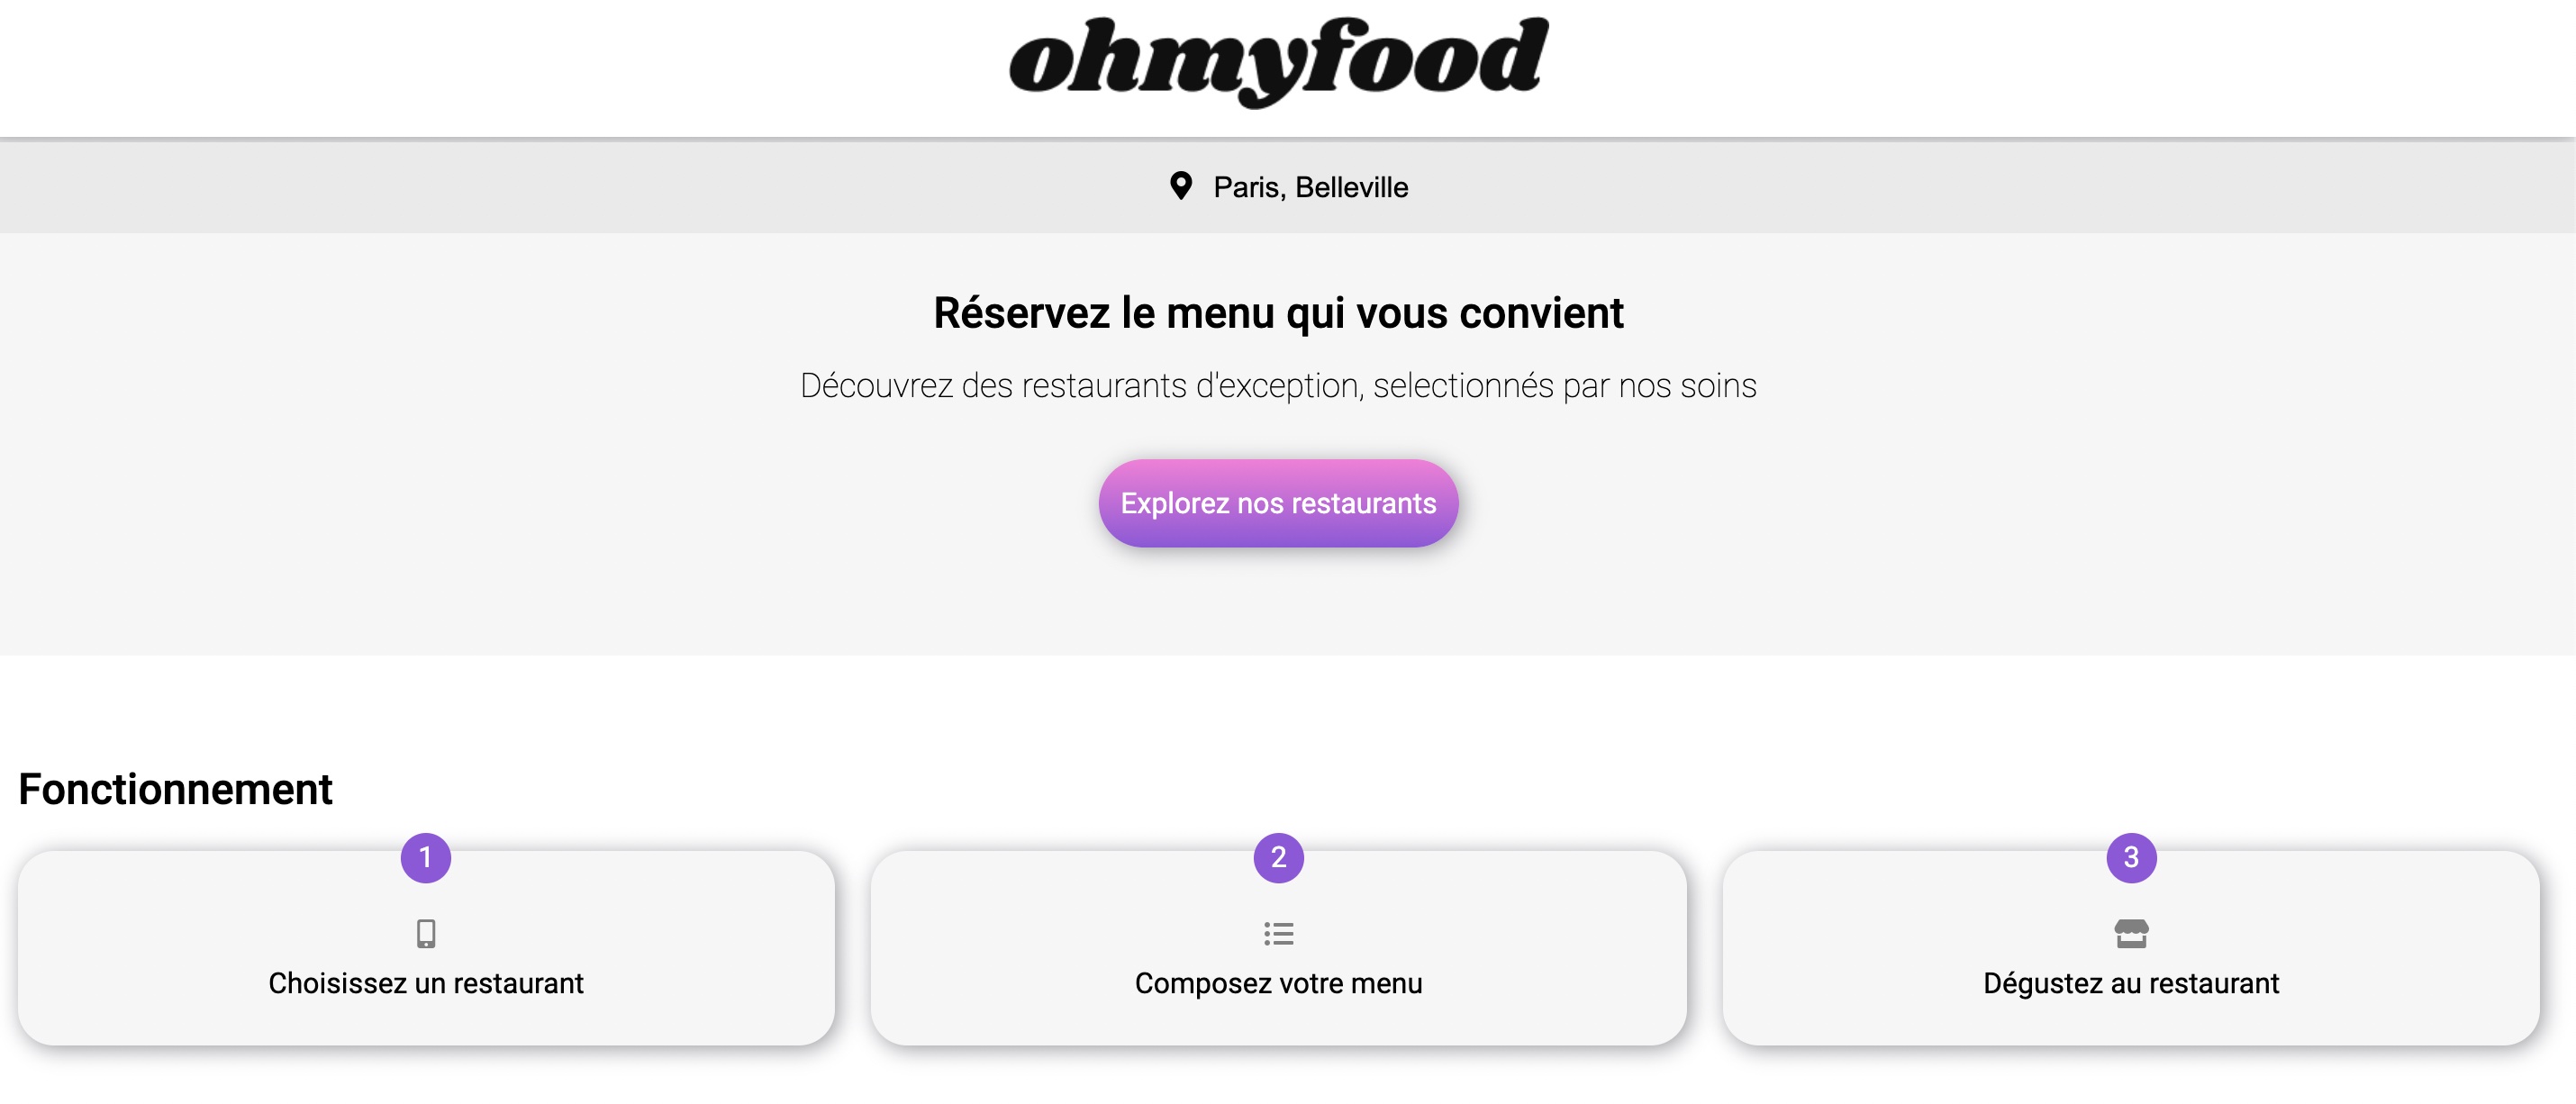 ohmyfood
Paris, Belleville
Réservez le menu qui vous convient
Découvrez des restaurants d'exception, selectionnés par nos soins
Explorez nos restaurants
Fonctionnement
1
Choisissez un restaurant
2
Composez votre menu
3
Dégustez au restaurant